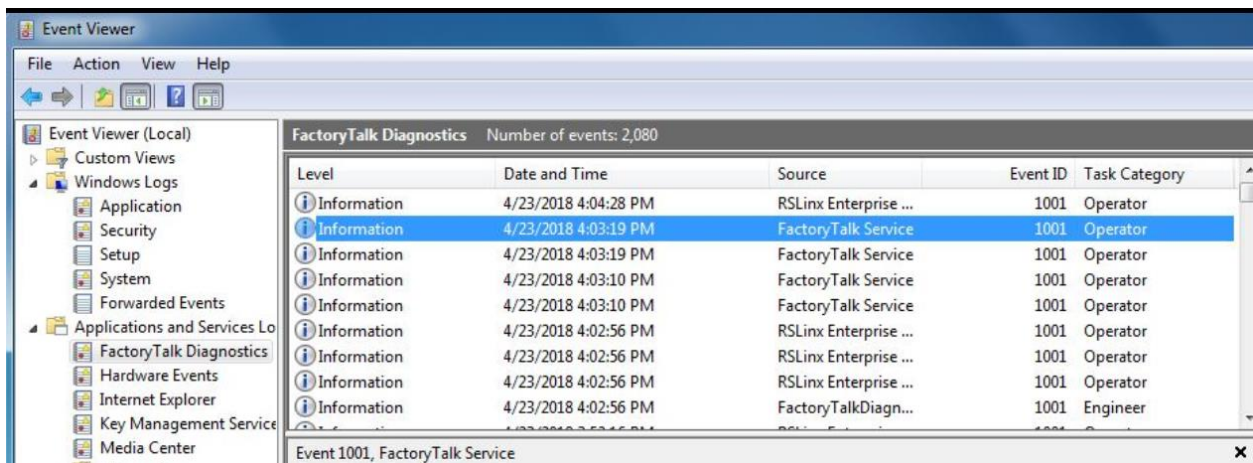 Event Viewer
File Action View Help
Event Viewer (Local)
Custom Views
Windows Logs
Application
Security
Setup
System
Forwarded Events
Applications and Services Lo
FactoryTalk Diagnostics
Hardware Events
Internet Explorer
Key Management Service
Media Center
FactoryTalk Diagnostics Number of events: 2,080
Level Date and Time Source Event ID Task Category
Information 4/23/2018 4:04:28 PM RSLinx Enterprise ... 1001 Operator
Information 4/23/2018 4:03:19 PM FactoryTalk Service 1001 Operator
Information 4/23/2018 4:03:19 PM FactoryTalk Service 1001 Operator
Information 4/23/2018 4:03:10 PM FactoryTalk Service 1001 Operator
Information 4/23/2018 4:03:10 PM FactoryTalk Service 1001 Operator
Information 4/23/2018 4:02:56 PM RSLinx Enterprise ... 1001 Operator
Information 4/23/2018 4:02:56 PM RSLinx Enterprise ... 1001 Operator
Information 4/23/2018 4:02:56 PM RSLinx Enterprise ... 1001 Operator
Information 4/23/2018 4:02:56 PM FactoryTalkDiagn... 1001 Engineer
Event 1001, FactoryTalk Service